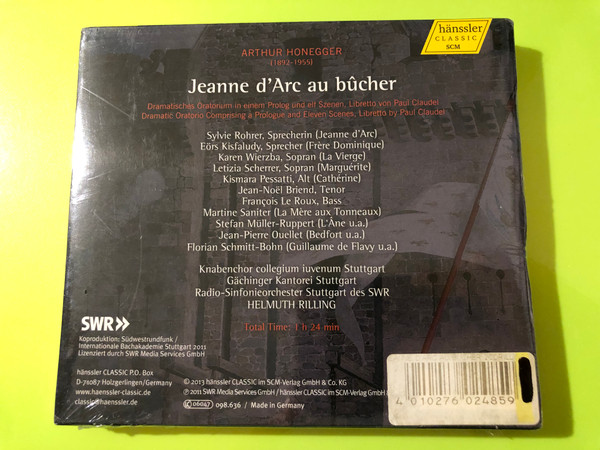 hänssler
CLASSIC
SCM
ARTHUR HONEGGER
(1892-1955)
Jeanne d'Arc au bûcher
Dramatisches Oratorium in einem Prolog und elf Szenen, Libretto von Paul Claudel
Dramatic Oratorio Comprising a Prologue and Eleven Scenes, Libretto by Paul Claudel
Sylvie Rohrer, Sprecherin (Jeanne d'Arc)
Eörs Kisfaludy, Sprecher (Frère Dominique)
Karen Wierzba, Sopran (La Vierge)
Letizia Scherrer, Sopran (Marguérite)
Kismara Pessatti, Alt (Cathérine)
Jean-Noël Briend, Tenor
François Le Roux, Bass
Martine Saniter (La Mère aux Tonneaux)
Stefan Müller-Ruppert (L'Âne u.a.)
Jean-Pierre Ouellet (Bedfort u.a.)
Florian Schmitt-Bohn (Guillaume de Flavy u.a.)
Knabenchor collegium iuvenum Stuttgart
Gächinger Kantorei Stuttgart
Radio-Sinfonieorchester Stuttgart des SWR
HELMUTH RILLING
Total Time: 1 h 24 min
SWR»
Koproduktion: Südwestrundfunk /
Internationale Bachakademie Stuttgart 2011
Lizenziert durch SWR Media Services GmbH
hänssler CLASSIC P.O. Box
D-71087 Holzgerlingen/Germany
www.haenssler-classic.de
classic@haenssler.de
© 2013 hänssler CLASSIC im SCM-Verlag GmbH & Co. KG
℗ 2011 SWR Media Services GmbH / hänssler CLASSIC im SCM-Verlag GmbH
LC 06047 098.636 / Made in Germany
4 010276 024859